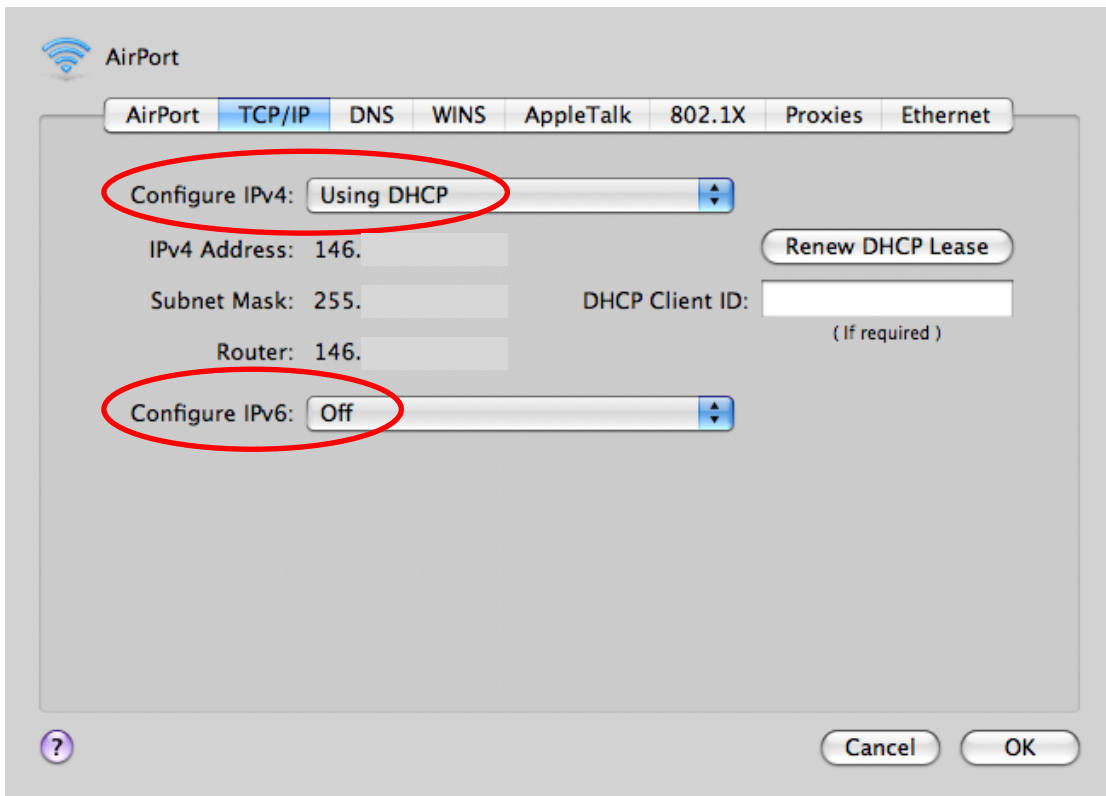 AirPort
AirPort TCP/IP DNS WINS AppleTalk 802.1X Proxies Ethernet
Configure IPv4: Using DHCP
IPv4 Address: 146. Renew DHCP Lease
Subnet Mask: 255. DHCP Client ID:
( If required )
Router: 146.
Configure IPv6: Off
? Cancel OK